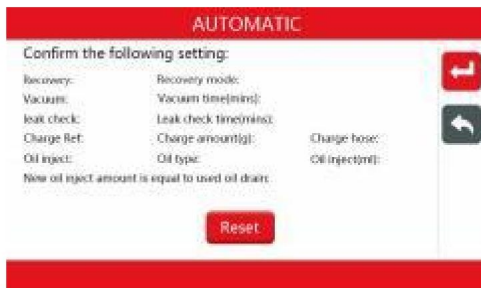 AUTOMATIC
Confirm the following setting:
Recovery: Recovery mode:
Vacuum: Vacuum time(mins):
leak check: Leak check time(mins):
Charge Ref: Charge amount(g): Charge hose:
Oil inject: Oil type: Oil inject(ml):
New oil inject amount is equal to used oil drain:
Reset